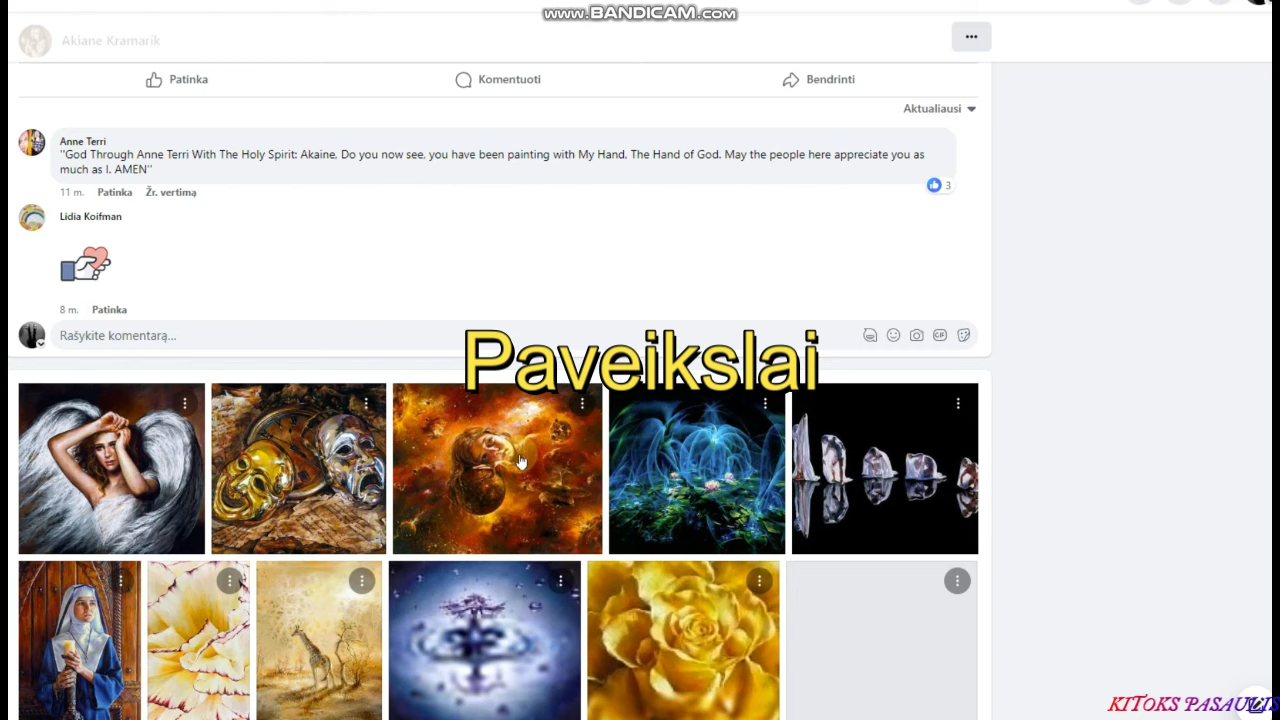 www.BANDICAM.com
Akiane Kramarik
Patinka
Komentuoti
Bendrinti
Aktualiausi
Anne Terri
"God Through Anne Terri With The Holy Spirit: Akaine, Do you now see, you have been painting with My Hand, The Hand of God. May the people here appreciate you as
much as I. AMEN"
11 m. Patinka Žr. vertimą
3
Lidia Koifman
8 m. Patinka
Rašykite komentarą...
GIF
Paveikslai
KITOKS PASAULIS